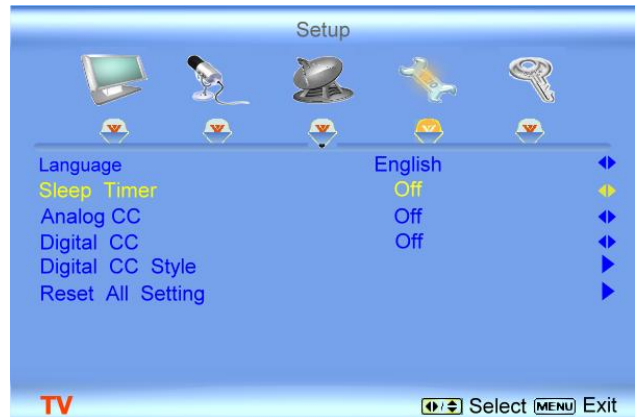 Setup
Language English
Sleep Timer Off
Analog CC Off
Digital CC Off
Digital CC Style
Reset All Setting
TV Select MENU Exit